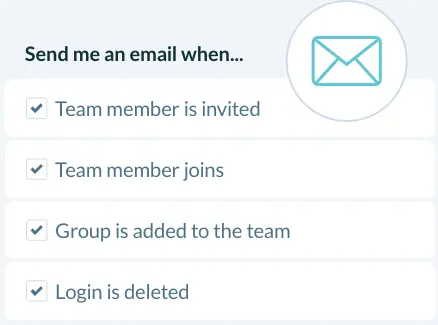 Send me an email when...
Team member is invited
Team member joins
Group is added to the team
Login is deleted